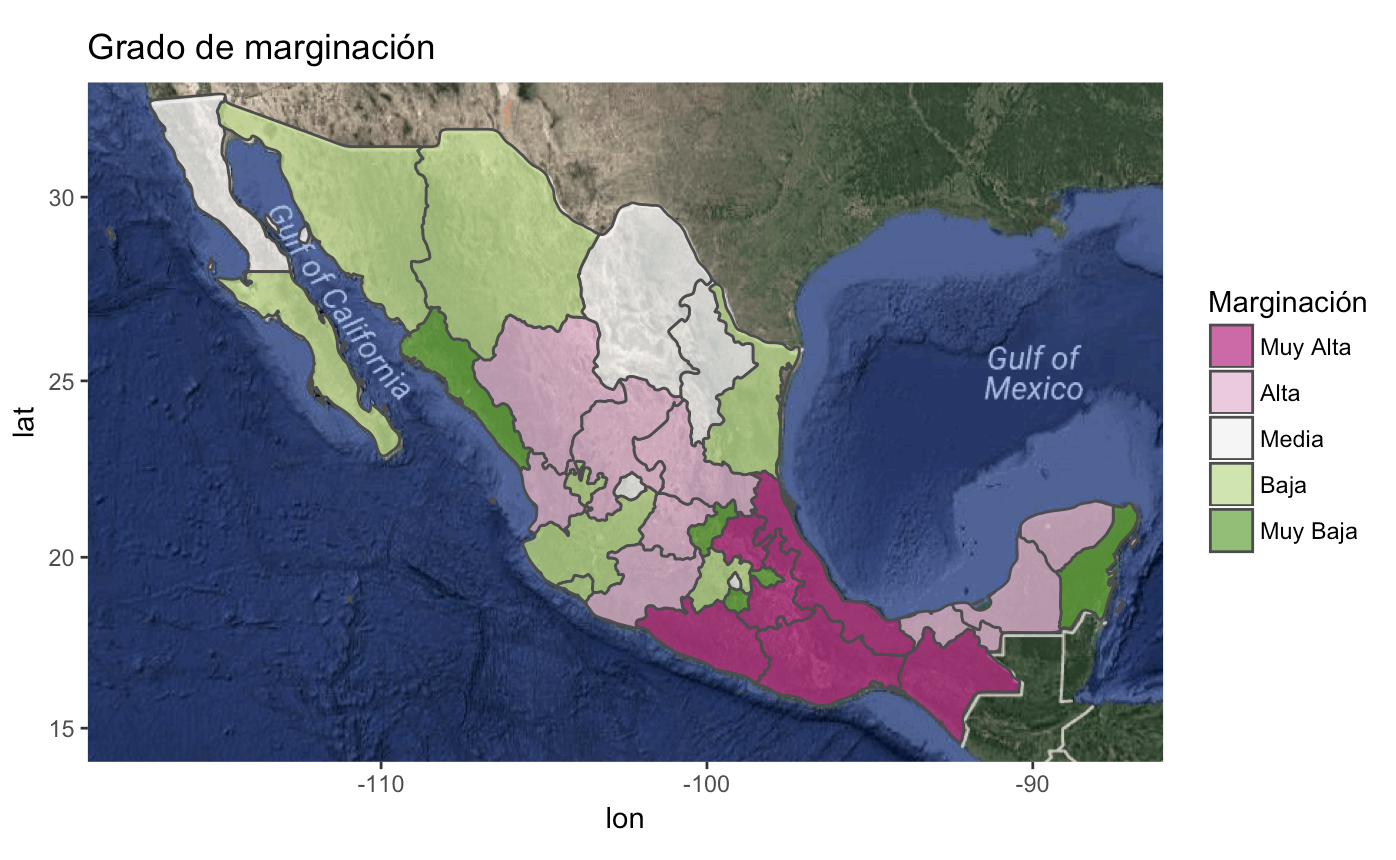 Grado de marginación
30
25
20
15
lat
Gulf of California
Gulf of
Mexico
-110
-100
-90
lon
Marginación
Muy Alta
Alta
Media
Baja
Muy Baja